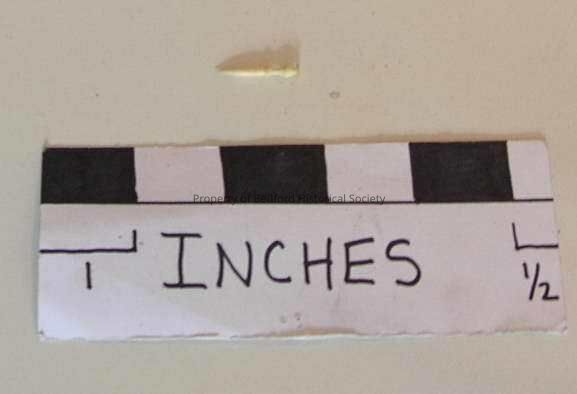 Property of Bedford Historical Society
INCHES
1
1/2